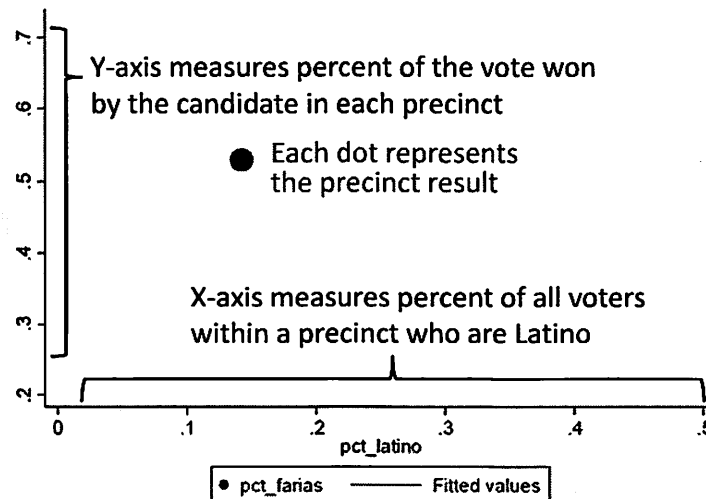 .7
Y-axis measures percent of the vote won
.6
by the candidate in each precinct
Each dot represents
.5
the precinct result
.4
X-axis measures percent of all voters
.3
within a precinct who are Latino
.2
0 .1 .2 .3 .4
pct_latino
pct_farias Fitted values